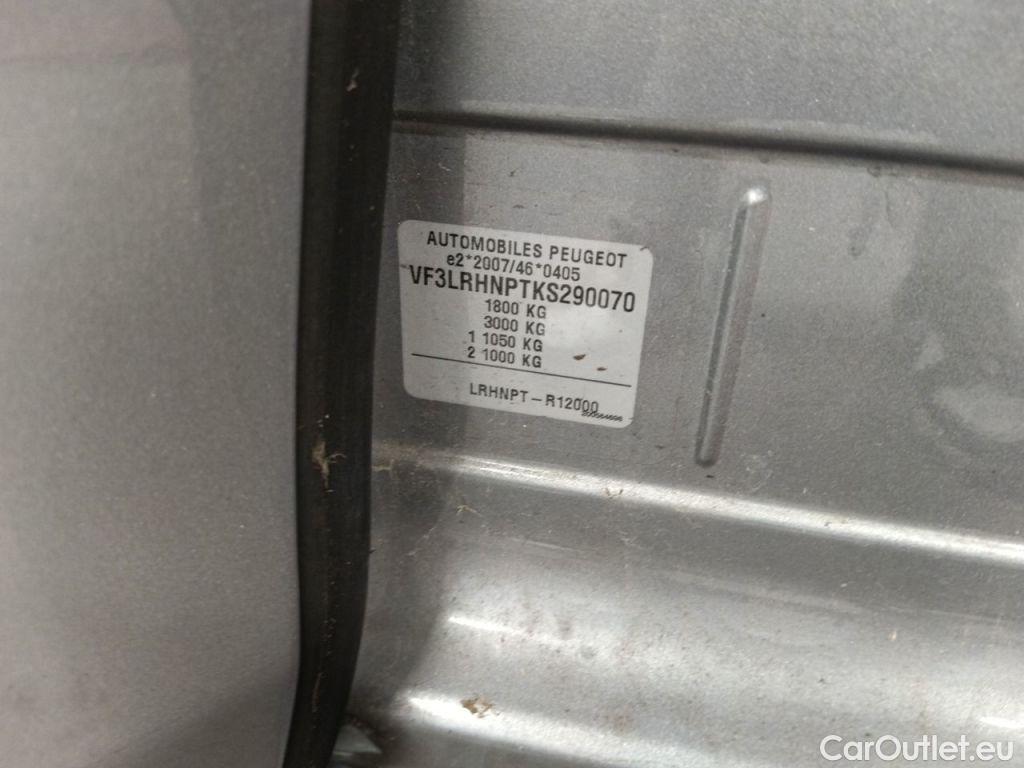 AUTOMOBILES PEUGEOT
e2*2007/46*0405
VF3LRHNPTKS290070
1800 KG
3000 KG
1 1050 KG
2 1000 KG
LRHNPT – R12000
CarOutlet.eu